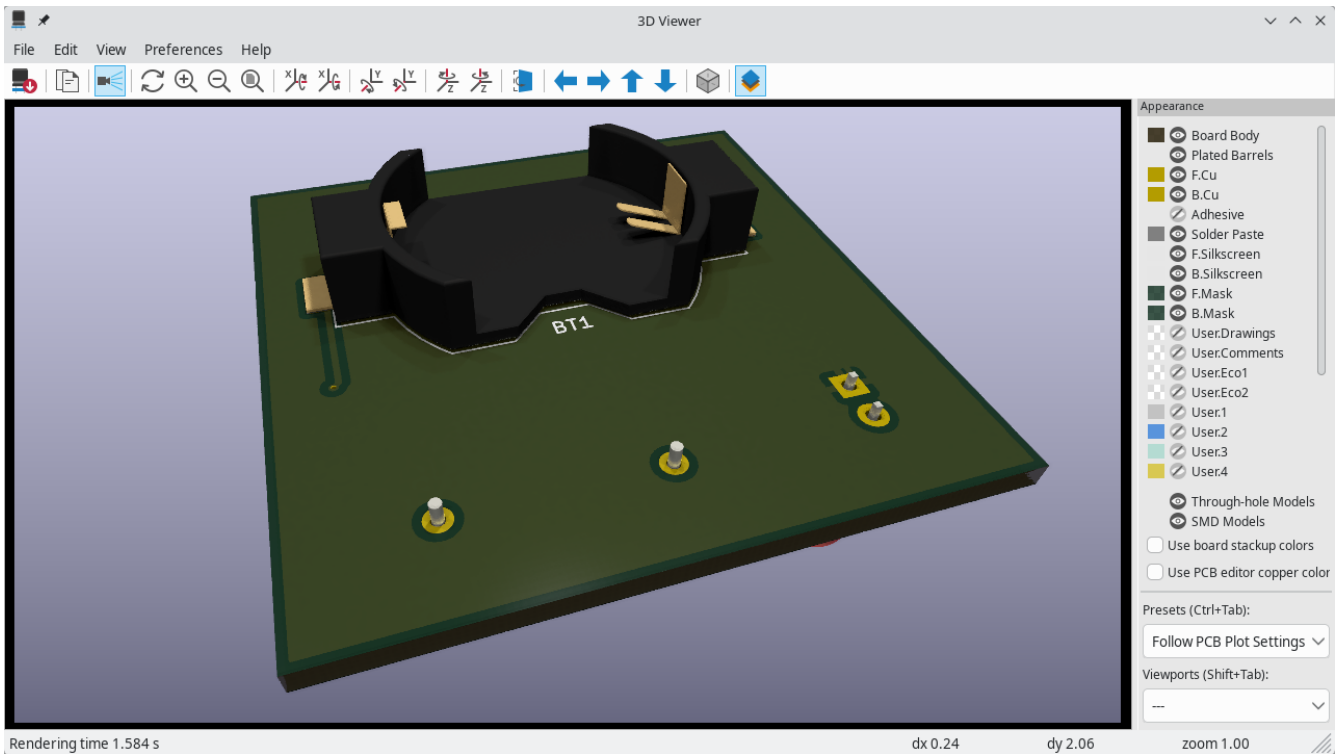 3D Viewer
File Edit View Preferences Help
Appearance
Board Body
Plated Barrels
F.Cu
B.Cu
Adhesive
Solder Paste
F.Silkscreen
B.Silkscreen
F.Mask
B.Mask
User.Drawings
User.Comments
User.Eco1
User.Eco2
User.1
User.2
User.3
User.4
Through-hole Models
SMD Models
Use board stackup colors
Use PCB editor copper color
Presets (Ctrl+Tab):
Follow PCB Plot Settings
Viewports (Shift+Tab):
---
BT1
Rendering time 1.584 s dx 0.24 dy 2.06 zoom 1.00